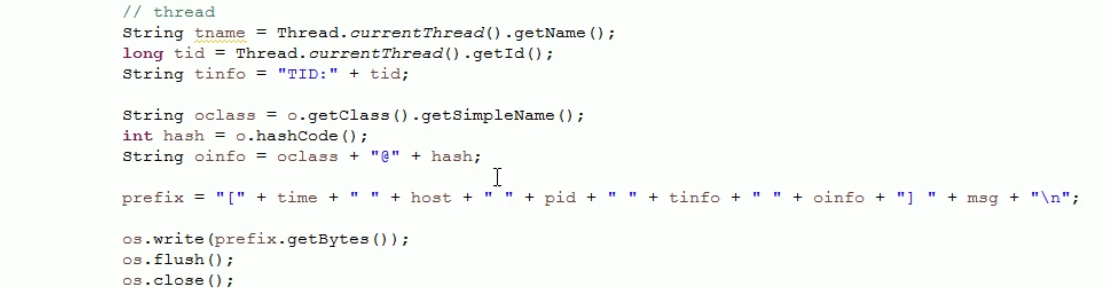 // thread
String tname = Thread.currentThread().getName();
long tid = Thread.currentThread().getId();
String tinfo = "TID:" + tid;
String oclass = o.getClass().getSimpleName();
int hash = o.hashCode();
String oinfo = oclass + "@" + hash;
prefix = "[" + time + " " + host + " " + pid + " " + tinfo + " " + oinfo + "] " + msg + "\n";
os.write(prefix.getBytes());
os.flush();
os.close();